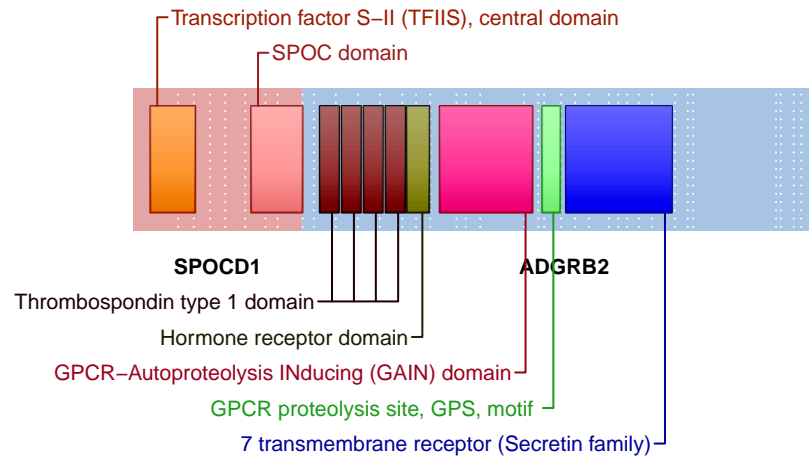 Transcription factor S−II (TFIIS), central domain
SPOC domain
SPOCD1
ADGRB2
Thrombospondin type 1 domain
Hormone receptor domain
GPCR−Autoproteolysis INducing (GAIN) domain
GPCR proteolysis site, GPS, motif
7 transmembrane receptor (Secretin family)